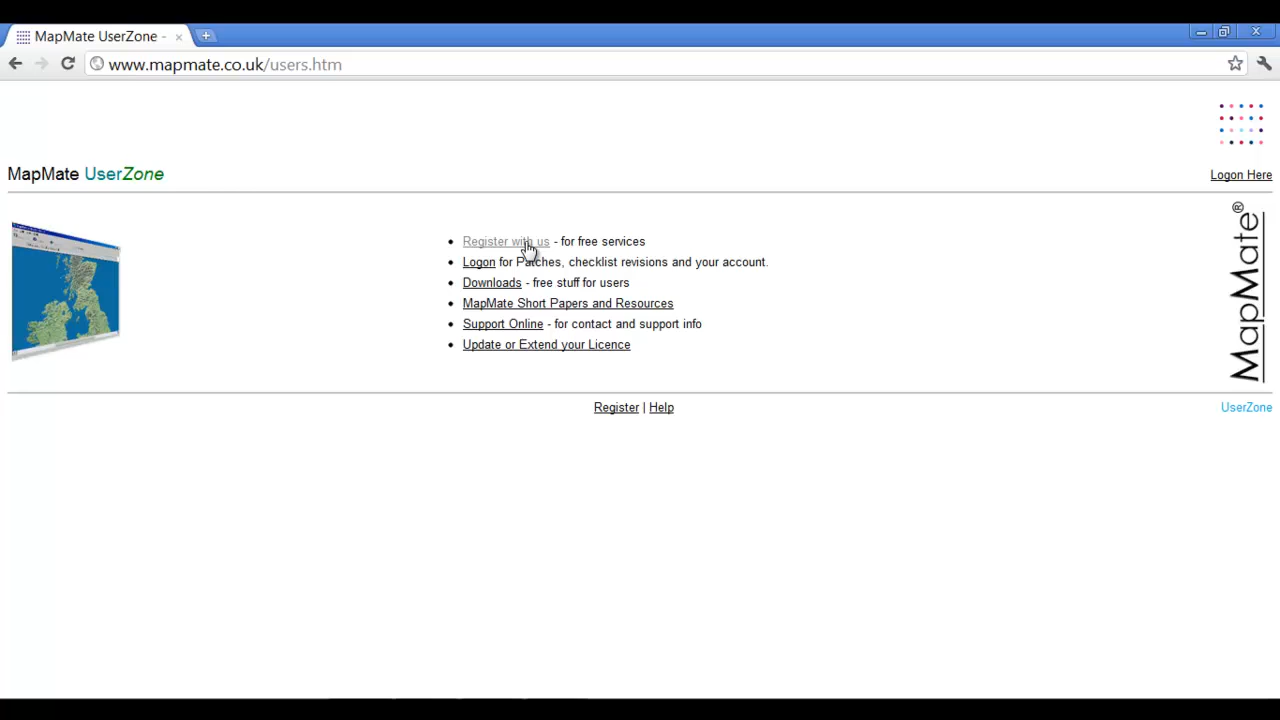 MapMate UserZone -
www.mapmate.co.uk/users.htm
MapMate UserZone
Logon Here
Register with us - for free services
Logon for Patches, checklist revisions and your account.
Downloads - free stuff for users
MapMate Short Papers and Resources
Support Online - for contact and support info
Update or Extend your Licence
MapMate®
Register | Help
UserZone